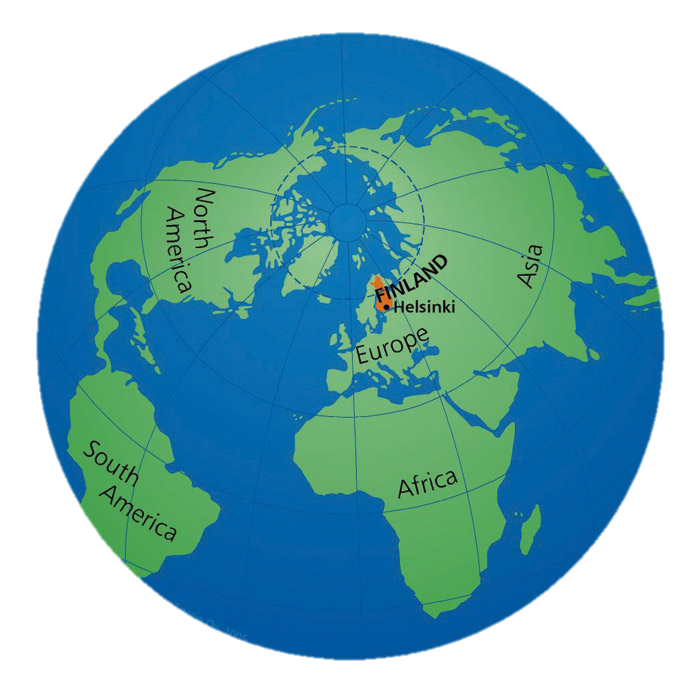 North
America
Asia
FINLAND
Helsinki
Europe
South
America
Africa